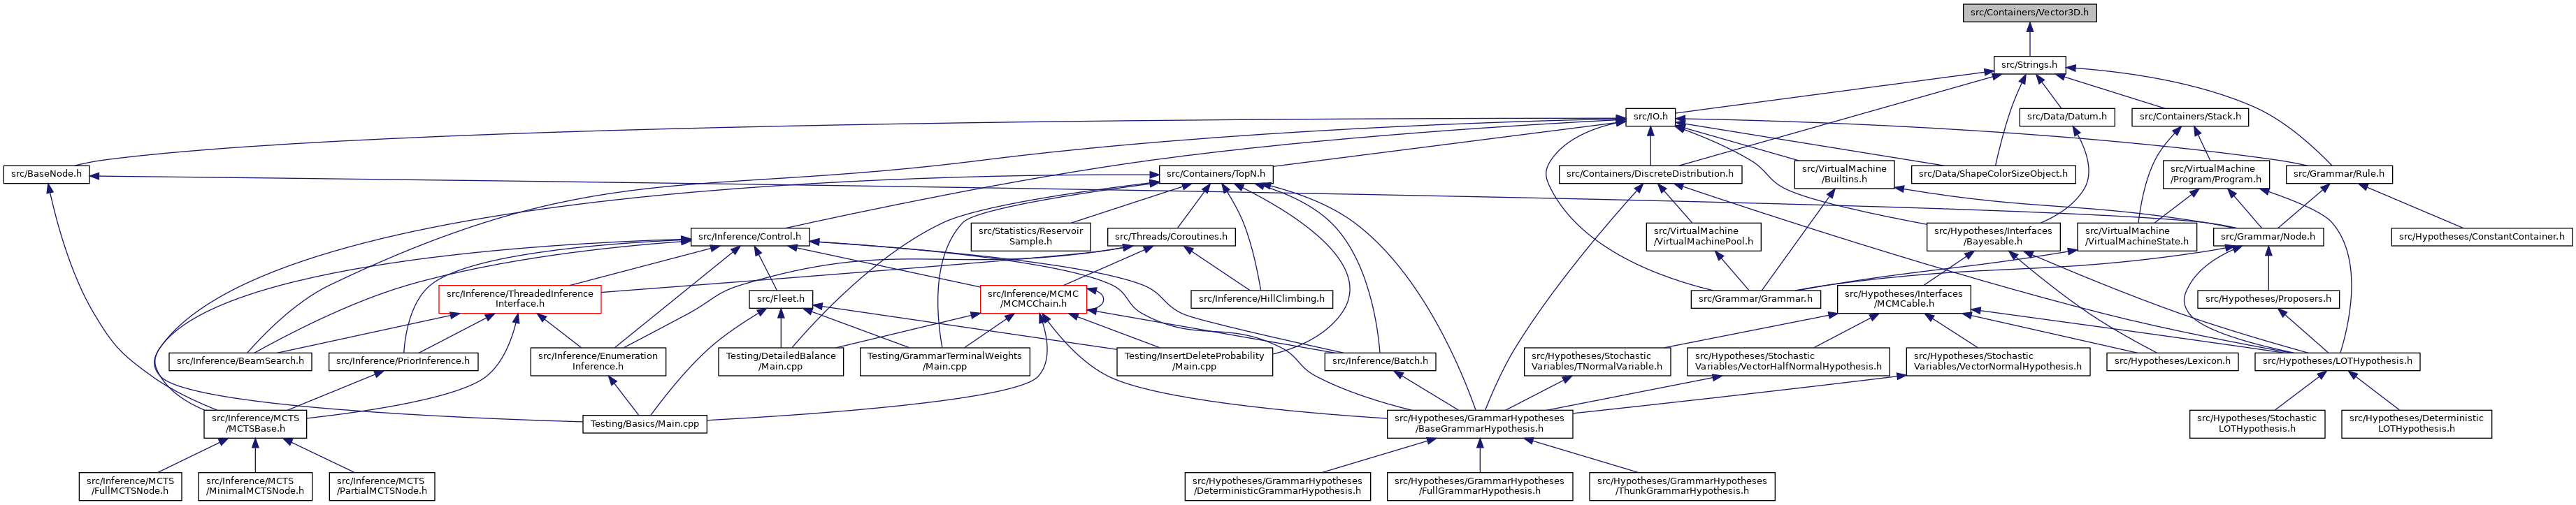 src/Containers/Vector3D.h
src/Strings.h
src/IO.h
src/Data/Datum.h
src/Containers/Stack.h
src/BaseNode.h
src/Containers/TopN.h
src/Containers/DiscreteDistribution.h
src/VirtualMachine
/Builtins.h
src/Data/ShapeColorSizeObject.h
src/VirtualMachine
/Program/Program.h
src/Grammar/Rule.h
src/Inference/Control.h
src/Statistics/Reservoir
Sample.h
src/Threads/Coroutines.h
src/VirtualMachine
/VirtualMachinePool.h
src/Hypotheses/Interfaces
/Bayesable.h
src/VirtualMachine
/VirtualMachineState.h
src/Grammar/Node.h
src/Hypotheses/ConstantContainer.h
src/Inference/ThreadedInference
Interface.h
src/Fleet.h
src/Inference/MCMC
/MCMCChain.h
src/Inference/HillClimbing.h
src/Grammar/Grammar.h
src/Hypotheses/Interfaces
/MCMCable.h
src/Hypotheses/Proposers.h
src/Inference/BeamSearch.h
src/Inference/PriorInference.h
src/Inference/Enumeration
Inference.h
Testing/DetailedBalance
/Main.cpp
Testing/GrammarTerminalWeights
/Main.cpp
Testing/InsertDeleteProbability
/Main.cpp
src/Inference/Batch.h
src/Hypotheses/Stochastic
Variables/TNormalVariable.h
src/Hypotheses/Stochastic
Variables/VectorHalfNormalHypothesis.h
src/Hypotheses/Stochastic
Variables/VectorNormalHypothesis.h
src/Hypotheses/Lexicon.h
src/Hypotheses/LOTHypothesis.h
src/Inference/MCTS
/MCTSBase.h
Testing/Basics/Main.cpp
src/Hypotheses/GrammarHypotheses
/BaseGrammarHypothesis.h
src/Hypotheses/Stochastic
LOTHypothesis.h
src/Hypotheses/Deterministic
LOTHypothesis.h
src/Inference/MCTS
/FullMCTSNode.h
src/Inference/MCTS
/MinimalMCTSNode.h
src/Inference/MCTS
/PartialMCTSNode.h
src/Hypotheses/GrammarHypotheses
/DeterministicGrammarHypothesis.h
src/Hypotheses/GrammarHypotheses
/FullGrammarHypothesis.h
src/Hypotheses/GrammarHypotheses
/ThunkGrammarHypothesis.h